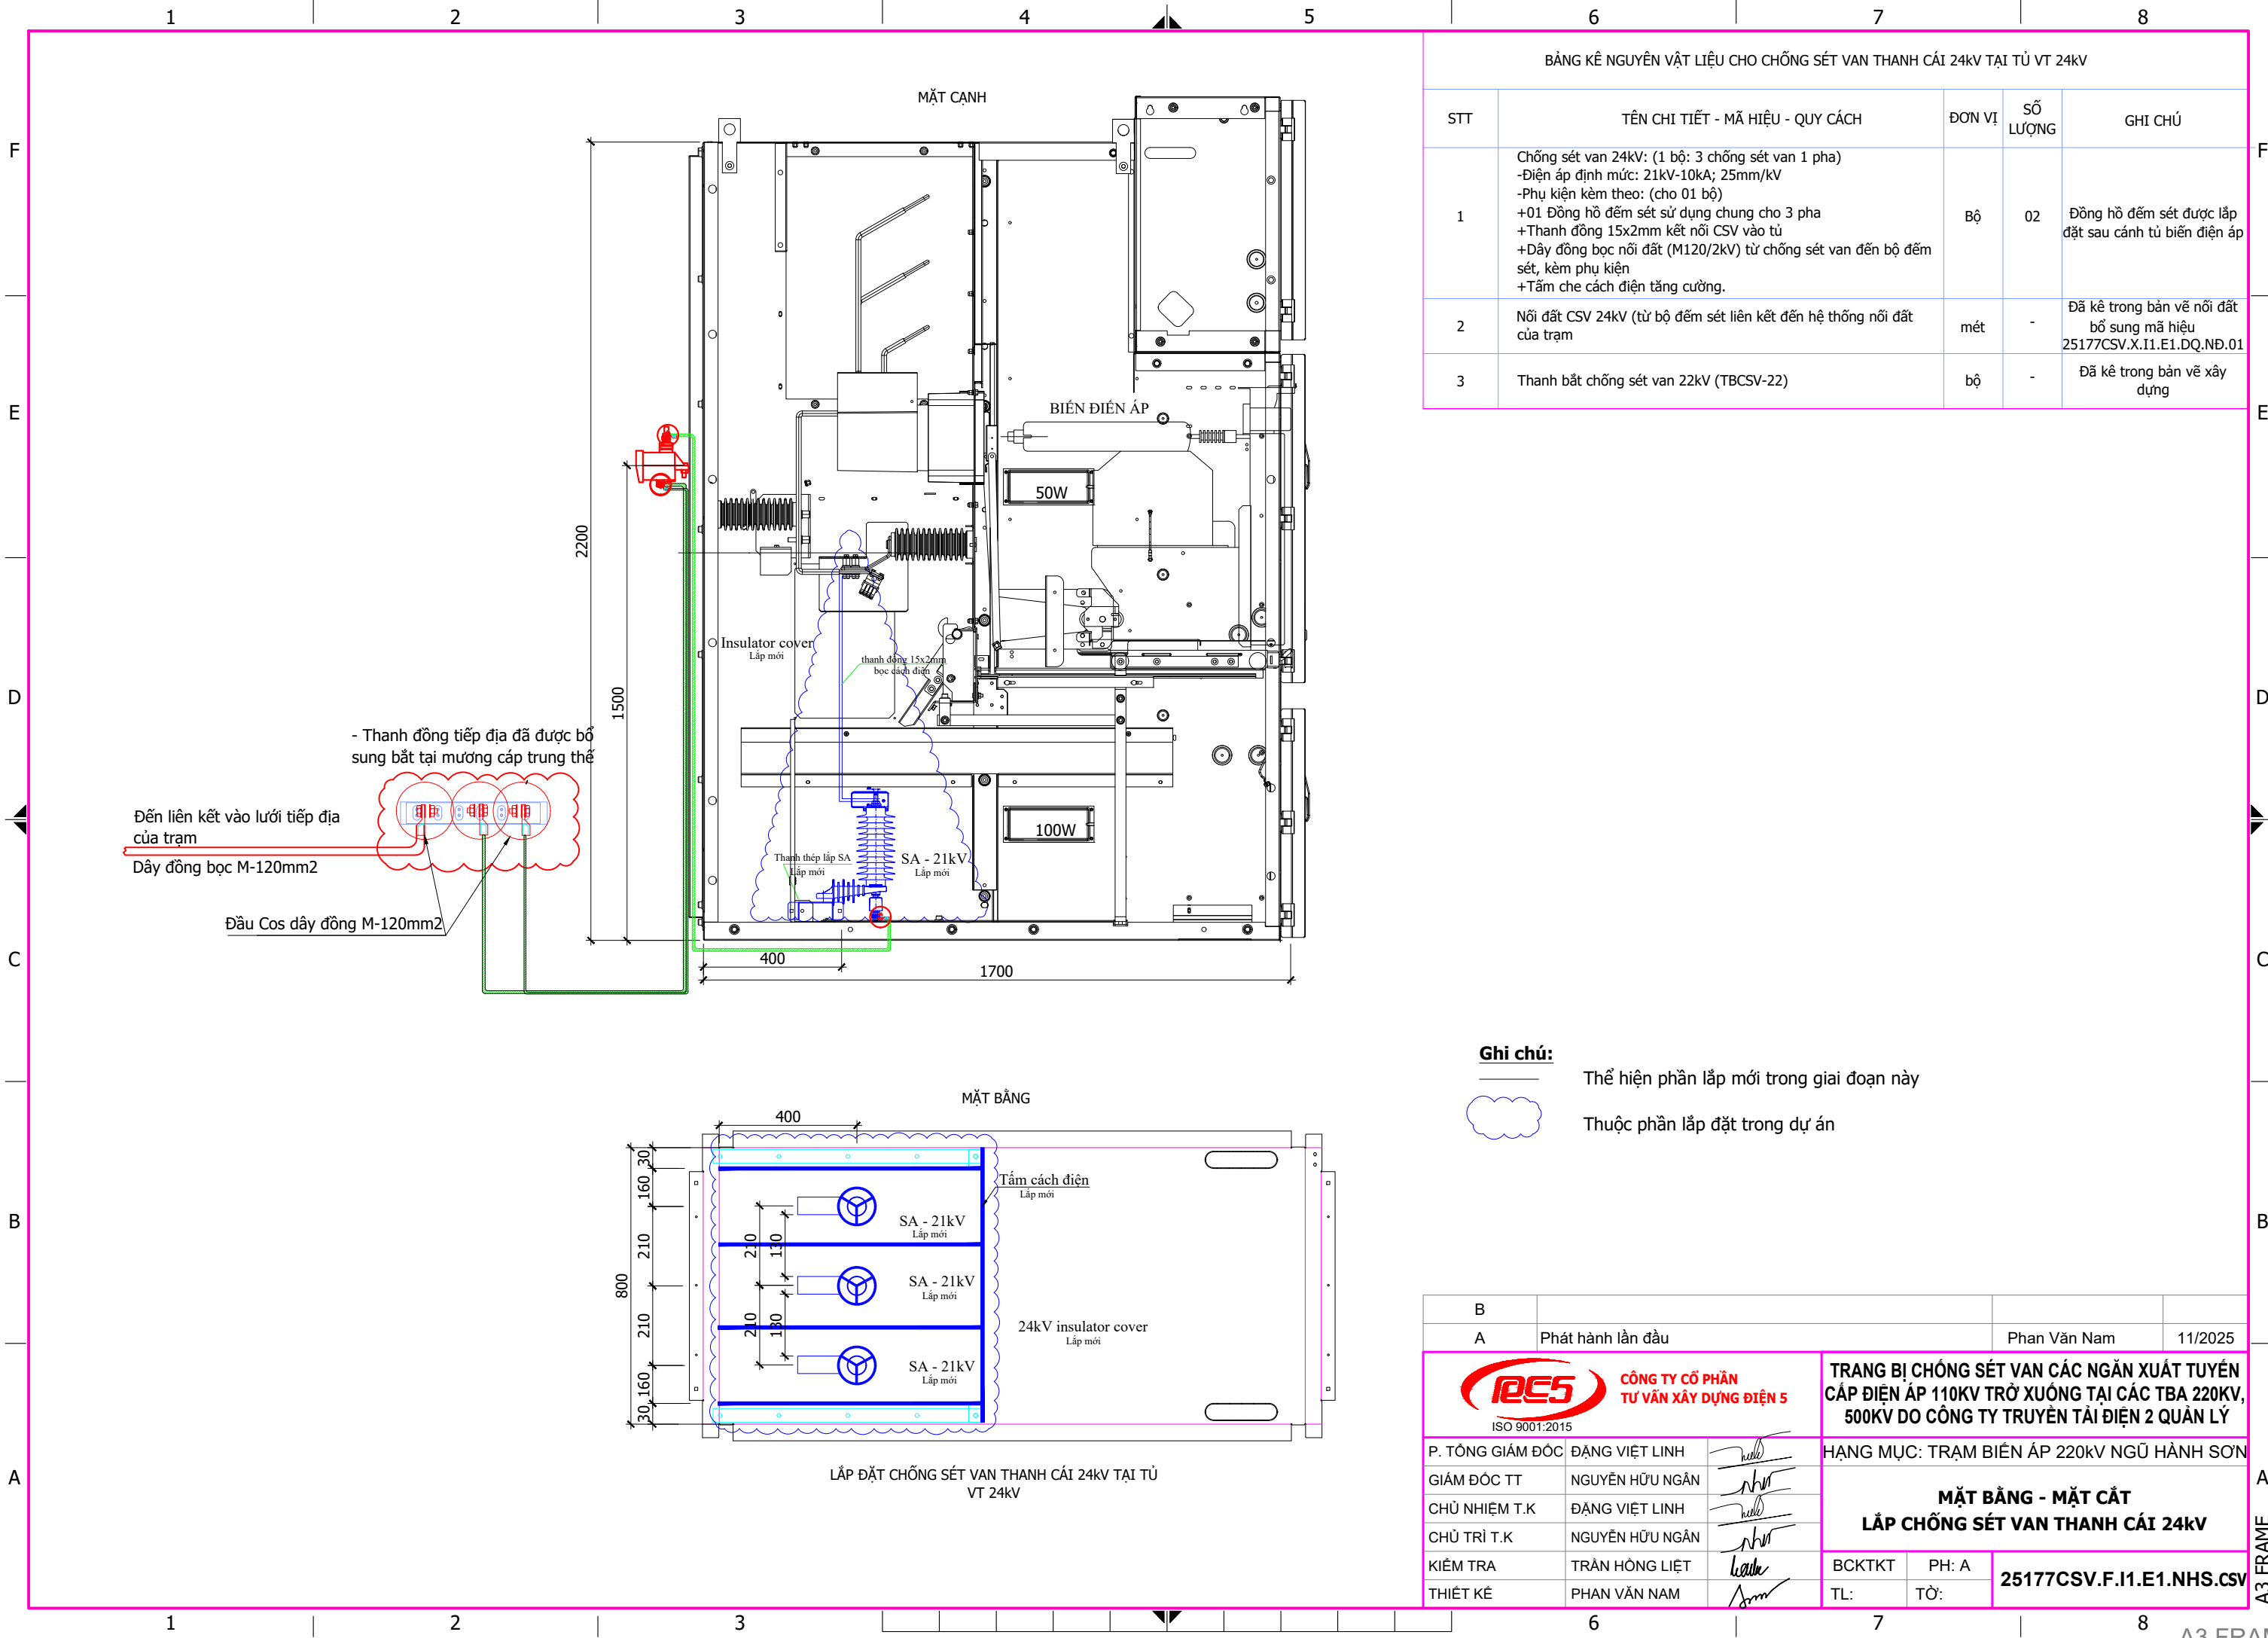 1 2 3 4 5 6 7 8
BẢNG KÊ NGUYÊN VẬT LIỆU CHO CHỐNG SÉT VAN THANH CÁI 24kV TẠI TỦ VT 24kV
STT TÊN CHI TIẾT - MÃ HIỆU - QUY CÁCH ĐƠN VỊ SỐ LƯỢNG GHI CHÚ
1
Chống sét van 24kV: (1 bộ: 3 chống sét van 1 pha)
-Điện áp định mức: 21kV-10kA; 25mm/kV
-Phụ kiện kèm theo: (cho 01 bộ)
+01 Đồng hồ đếm sét sử dụng chung cho 3 pha
+Thanh đồng 15x2mm kết nối CSV vào tủ
+Dây đồng bọc nối đất (M120/2kV) từ chống sét van đến bộ đếm
sét, kèm phụ kiện
+Tấm che cách điện tăng cường.
Bộ 02
Đồng hồ đếm sét được lắp
đặt sau cánh tủ biến điện áp
2
Nối đất CSV 24kV (từ bộ đếm sét liên kết đến hệ thống nối đất
của trạm
mét -
Đã kê trong bản vẽ nối đất
bổ sung mã hiệu
25177CSV.X.I1.E1.DQ.NĐ.01
3
Thanh bắt chống sét van 22kV (TBCSV-22)
bộ -
Đã kê trong bản vẽ xây
dựng
MẶT CẠNH
BIẾN ĐIÊN ÁP
50W
100W
2200
1500
Insulator cover
Lắp mới
thanh đồng 15x2mm
bọc cách điện
Thanh thép lắp SA
Lắp mới
SA - 21kV
Lắp mới
400
1700
- Thanh đồng tiếp địa đã được bổ
sung bắt tại mương cáp trung thế
Đến liên kết vào lưới tiếp địa
của trạm
Dây đồng bọc M-120mm2
Đầu Cos dây đồng M-120mm2
Ghi chú:
Thể hiện phần lắp mới trong giai đoạn này
Thuộc phần lắp đặt trong dự án
MẶT BẰNG
400
800
30
160
210
210
160
30
210
210
130
130
Tấm cách điện
Lắp mới
SA - 21kV
Lắp mới
SA - 21kV
Lắp mới
SA - 21kV
Lắp mới
24kV insulator cover
Lắp mới
LẮP ĐẶT CHỐNG SÉT VAN THANH CÁI 24kV TẠI TỦ
VT 24kV
B
A Phát hành lần đầu Phan Văn Nam 11/2025
CÔNG TY CỔ PHẦN
TƯ VẤN XÂY DỰNG ĐIỆN 5
ISO 9001:2015
TRANG BỊ CHỐNG SÉT VAN CÁC NGĂN XUẤT TUYẾN
CẤP ĐIỆN ÁP 110KV TRỞ XUỐNG TẠI CÁC TBA 220KV,
500KV DO CÔNG TY TRUYỀN TẢI ĐIỆN 2 QUẢN LÝ
P. TỔNG GIÁM ĐỐC ĐẶNG VIỆT LINH
GIÁM ĐỐC TT NGUYỄN HỮU NGÂN
CHỦ NHIỆM T.K ĐẶNG VIỆT LINH
CHỦ TRÌ T.K NGUYỄN HỮU NGÂN
KIỂM TRA TRẦN HỒNG LIỆT
THIẾT KẾ PHAN VĂN NAM
HẠNG MỤC: TRẠM BIẾN ÁP 220kV NGŨ HÀNH SƠN
MẶT BẰNG - MẶT CẮT
LẮP CHỐNG SÉT VAN THANH CÁI 24kV
BCKTKT PH: A
TL: TỜ:
25177CSV.F.I1.E1.NHS.CSV
F E D C B A
F E D C B A
A3 FRAME
1 2 3 6 7 8